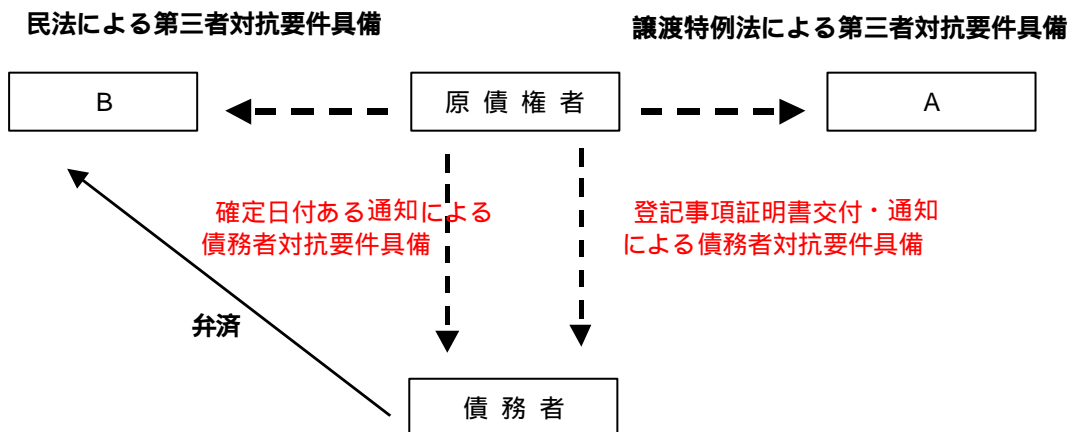 民法による第三者対抗要件具備
譲渡特例法による第三者対抗要件具備
B
原債権者
A
確定日付ある通知による
債務者対抗要件具備
登記事項証明書交付・通知
による債務者対抗要件具備
弁済
債務者